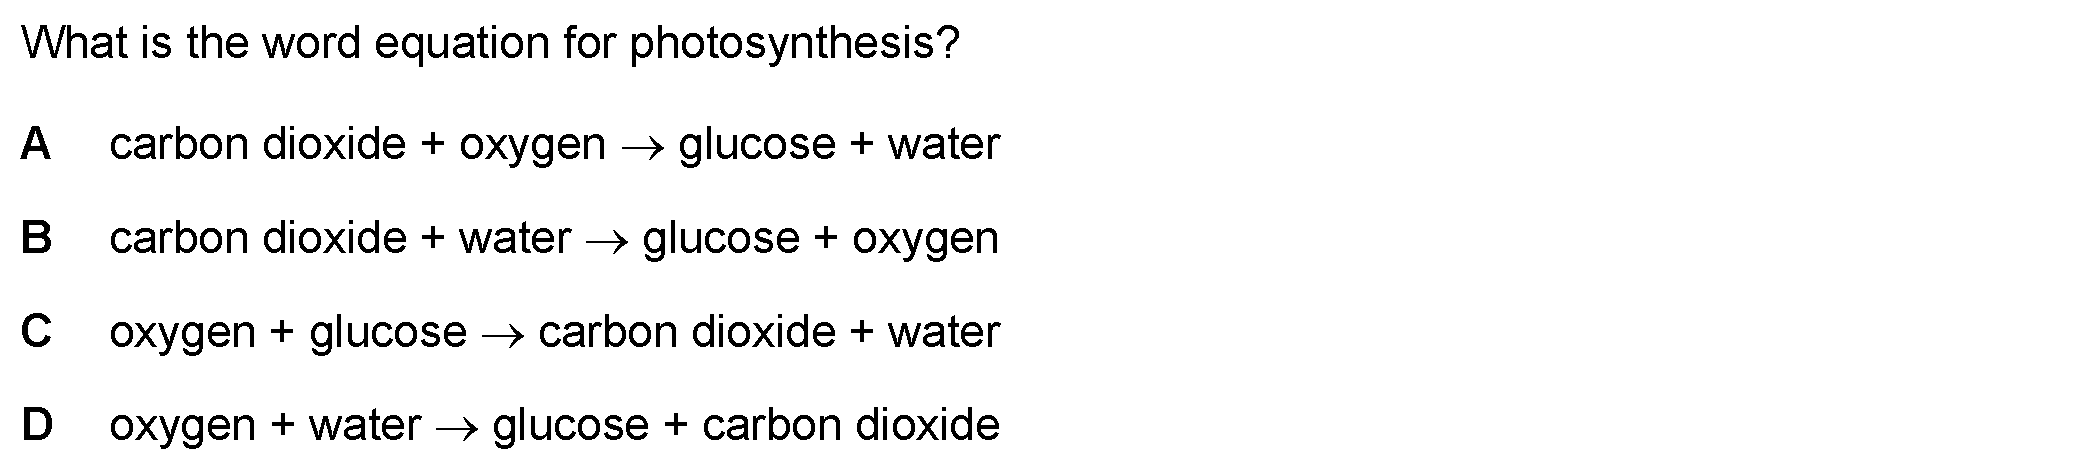 What is the word equation for photosynthesis?
A carbon dioxide + oxygen → glucose + water
B carbon dioxide + water → glucose + oxygen
C oxygen + glucose → carbon dioxide + water
D oxygen + water → glucose + carbon dioxide